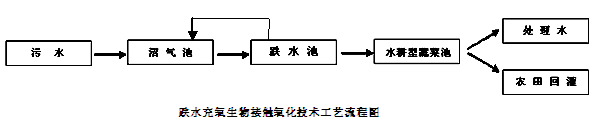 污水
沼气池
跌水池
水耕型蔬菜池
处理水
农田回灌
跌水充氧生物接触氧化技术工艺流程图